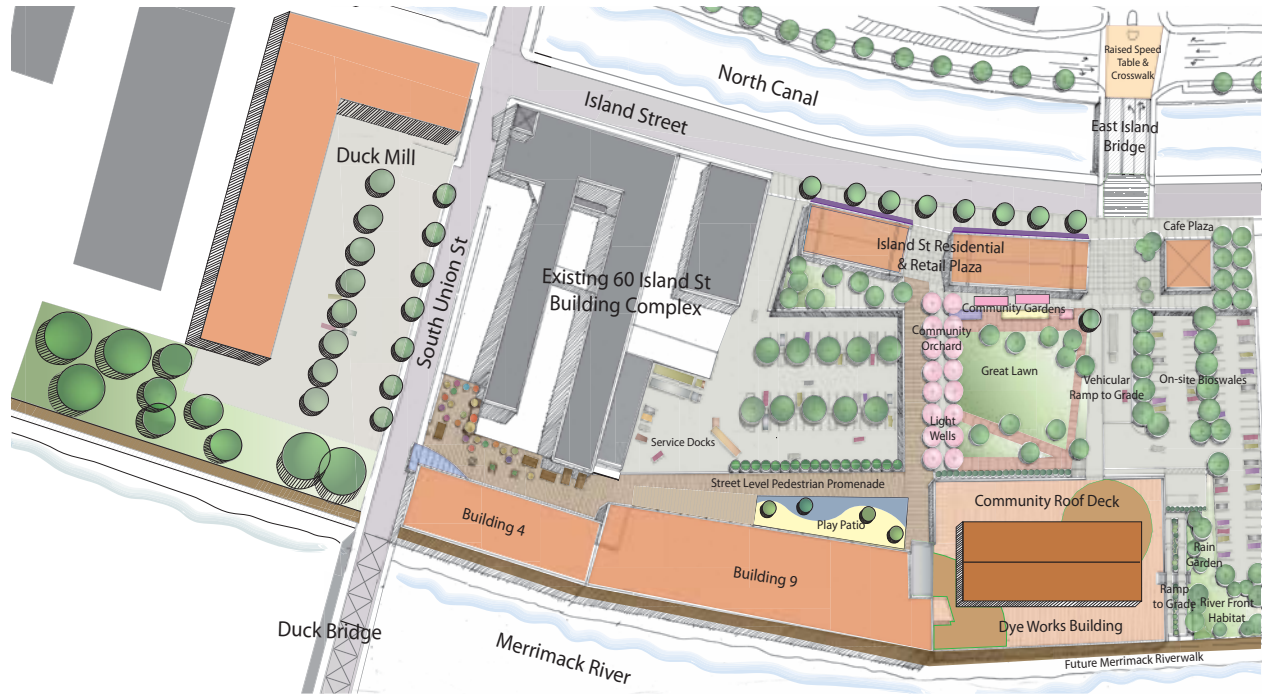 Raised Speed
Table &
Crosswalk
North Canal
Island Street
East Island
Bridge
Duck Mill
South Union St
Cafe Plaza
Island St Residential
& Retail Plaza
Existing 60 Island St
Building Complex
Community Gardens
Community
Orchard
Great Lawn
Vehicular
Ramp to Grade
On-site Bioswales
Light
Wells
Service Docks
Street Level Pedestrian Promenade
Community Roof Deck
Building 4
Play Patio
Building 9
Rain
Garden
Ramp
to Grade
River Front
Habitat
Dye Works Building
Duck Bridge
Merrimack River
Future Merrimack Riverwalk